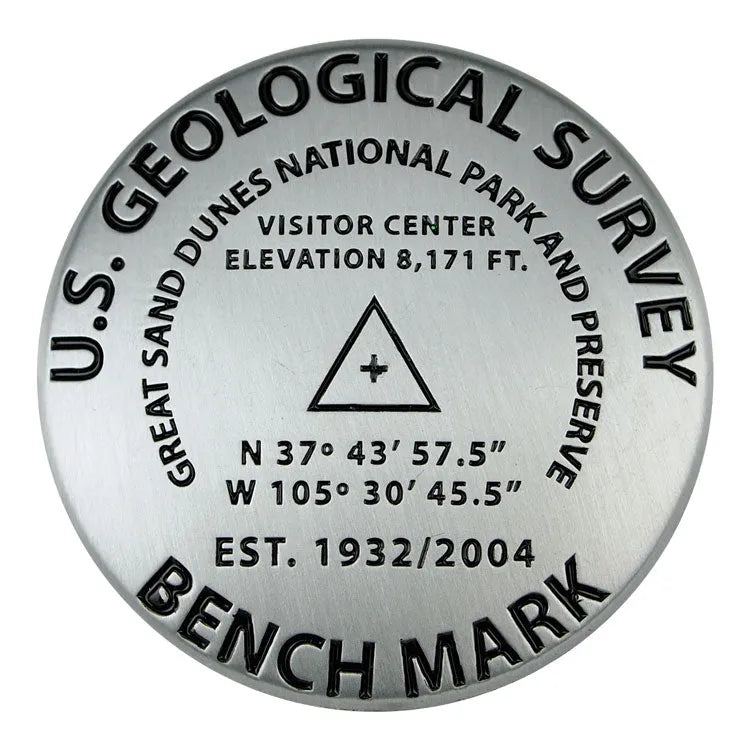 U.S. GEOLOGICAL SURVEY
GREAT SAND DUNES NATIONAL PARK AND PRESERVE
VISITOR CENTER
ELEVATION 8,171 FT.
+
N 37° 43′ 57.5″
W 105° 30′ 45.5″
EST. 1932/2004
BENCH MARK